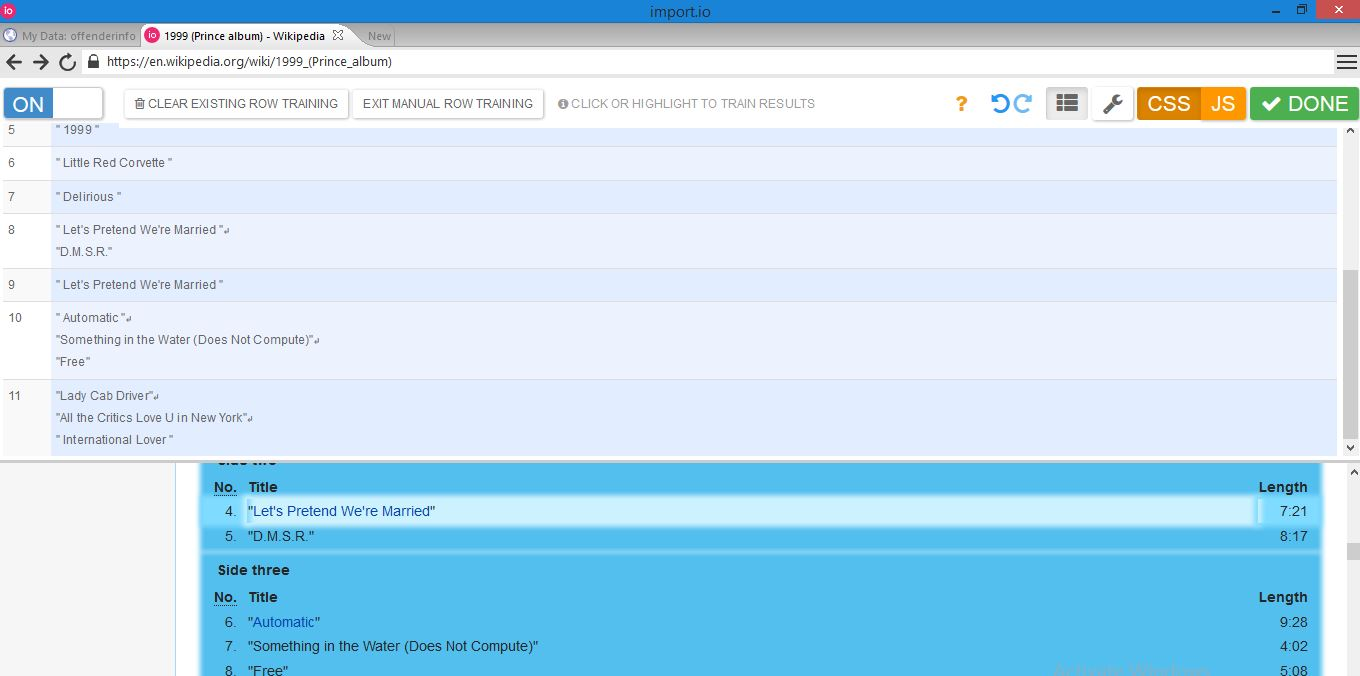 io
import.io
My Data: offenderinfo
io
1999 (Prince album) - Wikipedia
New
https://en.wikipedia.org/wiki/1999_(Prince_album)
ON
CLEAR EXISTING ROW TRAINING
EXIT MANUAL ROW TRAINING
CLICK OR HIGHLIGHT TO TRAIN RESULTS
?
CSS
JS
DONE
5 " 1999 "
6 " Little Red Corvette "
7 " Delirious "
8 " Let's Pretend We're Married "↲
"D.M.S.R."
9 " Let's Pretend We're Married "
10 " Automatic "↲
"Something in the Water (Does Not Compute)"↲
"Free"
11 "Lady Cab Driver"↲
"All the Critics Love U in New York"↲
" International Lover "
Side two
No. Title Length
4. "Let's Pretend We're Married" 7:21
5. "D.M.S.R." 8:17
Side three
No. Title Length
6. "Automatic" 9:28
7. "Something in the Water (Does Not Compute)" 4:02
8. "Free" 5:08
Activate Windows